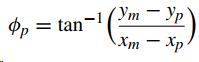 ϕₚ = tan⁻¹ ( (yₘ − yₚ) / (xₘ − xₚ) )